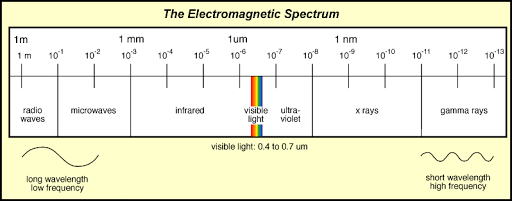 The Electromagnetic Spectrum
1m 1 mm 1um 1 nm
1 m 10⁻¹ 10⁻² 10⁻³ 10⁻⁴ 10⁻⁵ 10⁻⁶ 10⁻⁷ 10⁻⁸ 10⁻⁹ 10⁻¹⁰ 10⁻¹¹ 10⁻¹² 10⁻¹³
radio waves
microwaves
infrared
visible light
ultra-
violet
x rays
gamma rays
visible light: 0.4 to 0.7 um
long wavelength
low frequency
short wavelength
high frequency